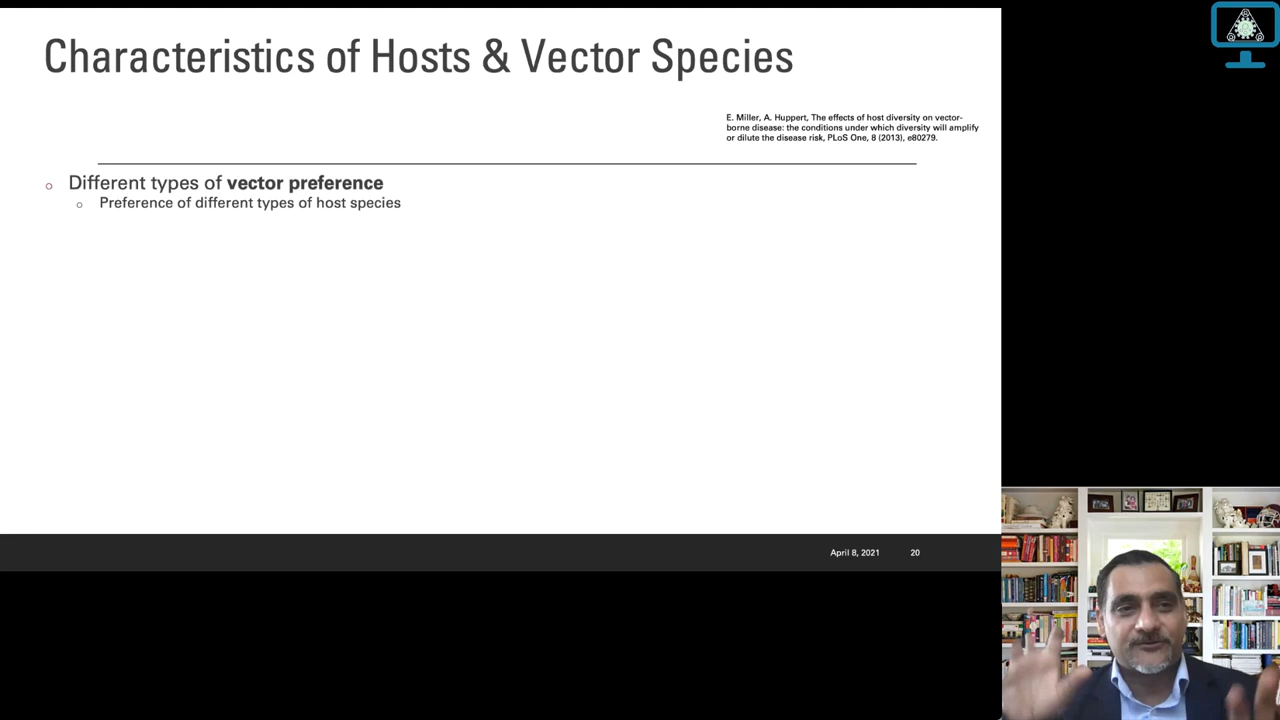 Characteristics of Hosts & Vector Species
E. Miller, A. Huppert, The effects of host diversity on vector-
borne disease: the conditions under which diversity will amplify
or dilute the disease risk, PLoS One, 8 (2013), e80279.
Different types of vector preference
Preference of different types of host species
April 8, 2021 20